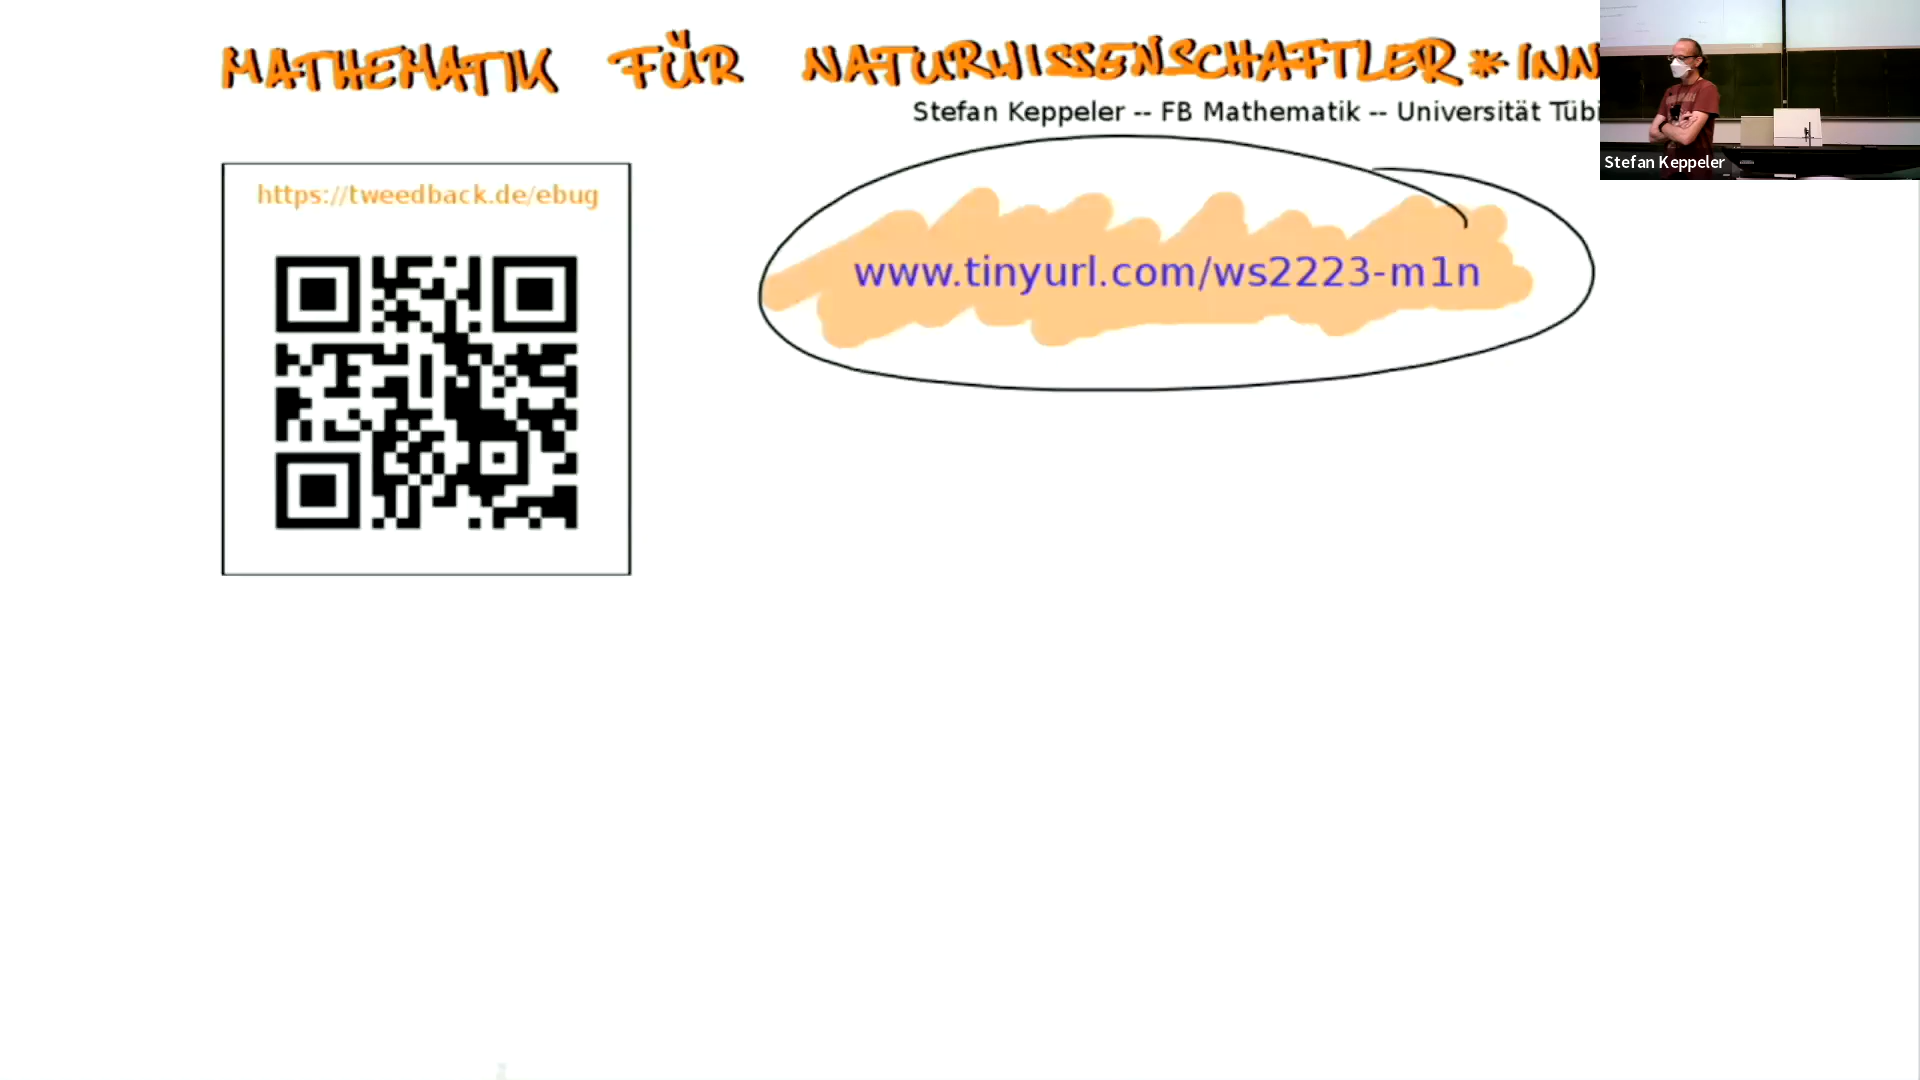 MATHEMATIK FÜR NATURWISSENSCHAFTLER*INN
Stefan Keppeler -- FB Mathematik -- Universität Tübi
Stefan Keppeler
https://tweedback.de/ebug
www.tinyurl.com/ws2223-m1n